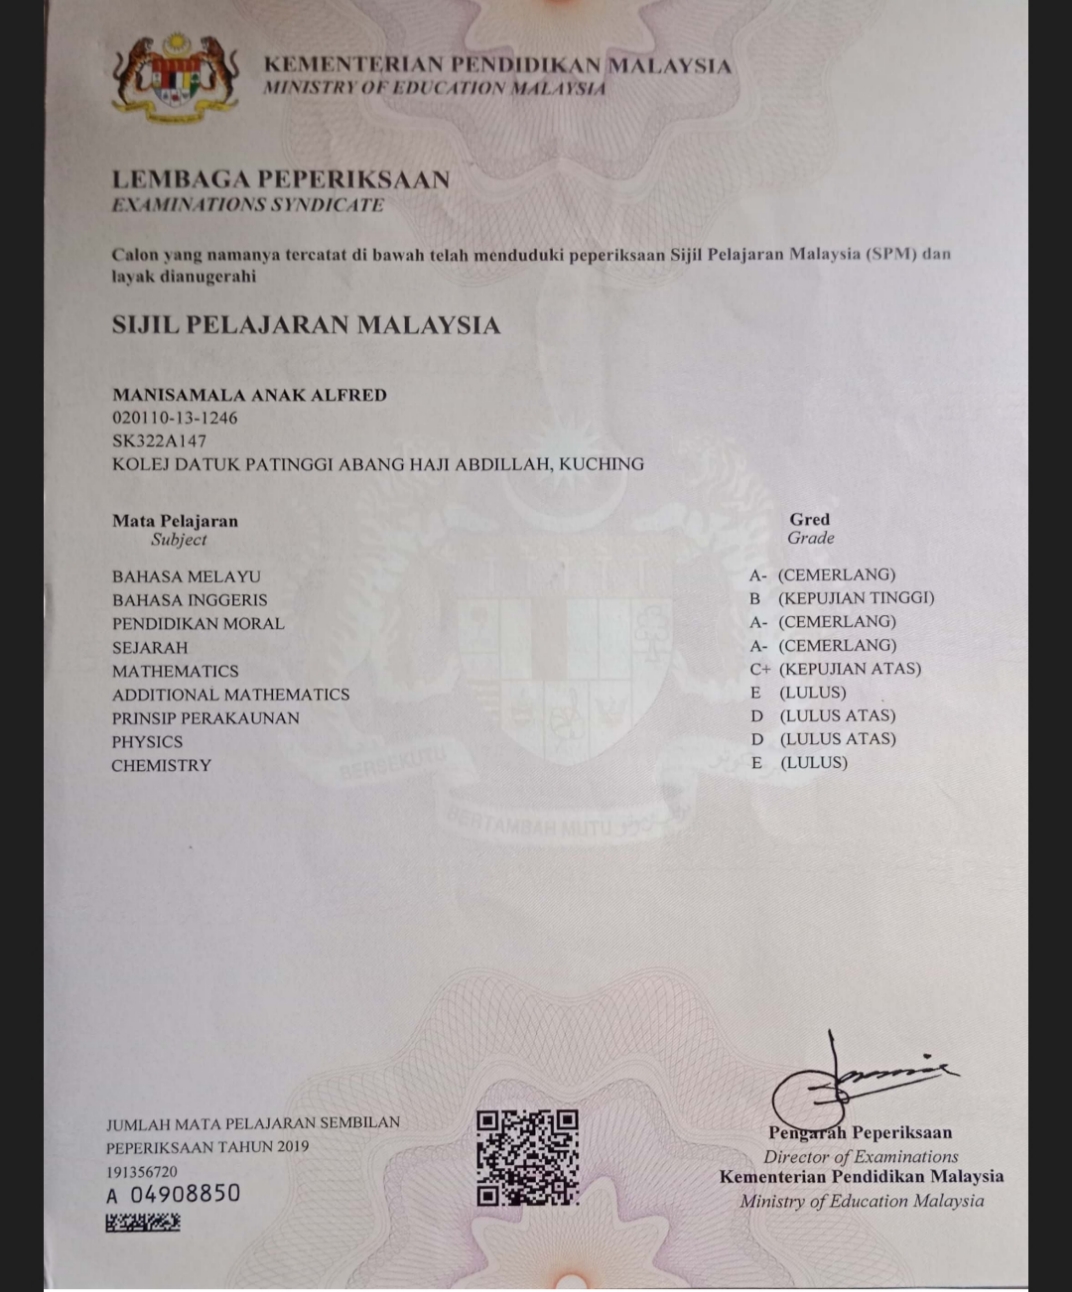 KEMENTERIAN PENDIDIKAN MALAYSIA
MINISTRY OF EDUCATION MALAYSIA
LEMBAGA PEPERIKSAAN
EXAMINATIONS SYNDICATE
Calon yang namanya tercatat di bawah telah menduduki peperiksaan Sijil Pelajaran Malaysia (SPM) dan
layak dianugerahi
SIJIL PELAJARAN MALAYSIA
MANISAMALA ANAK ALFRED
020110-13-1246
SK322A147
KOLEJ DATUK PATINGGI ABANG HAJI ABDILLAH, KUCHING
Mata Pelajaran Gred
Subject Grade
BAHASA MELAYU A- (CEMERLANG)
BAHASA INGGERIS B (KEPUJIAN TINGGI)
PENDIDIKAN MORAL A- (CEMERLANG)
SEJARAH A- (CEMERLANG)
MATHEMATICS C+ (KEPUJIAN ATAS)
ADDITIONAL MATHEMATICS E (LULUS)
PRINSIP PERAKAUNAN D (LULUS ATAS)
PHYSICS D (LULUS ATAS)
CHEMISTRY E (LULUS)
BERSEKUTU
BERTAMBAH MUTU
JUMLAH MATA PELAJARAN SEMBILAN
PEPERIKSAAN TAHUN 2019
191356720
A 04908850
Pengarah Peperiksaan
Director of Examinations
Kementerian Pendidikan Malaysia
Ministry of Education Malaysia